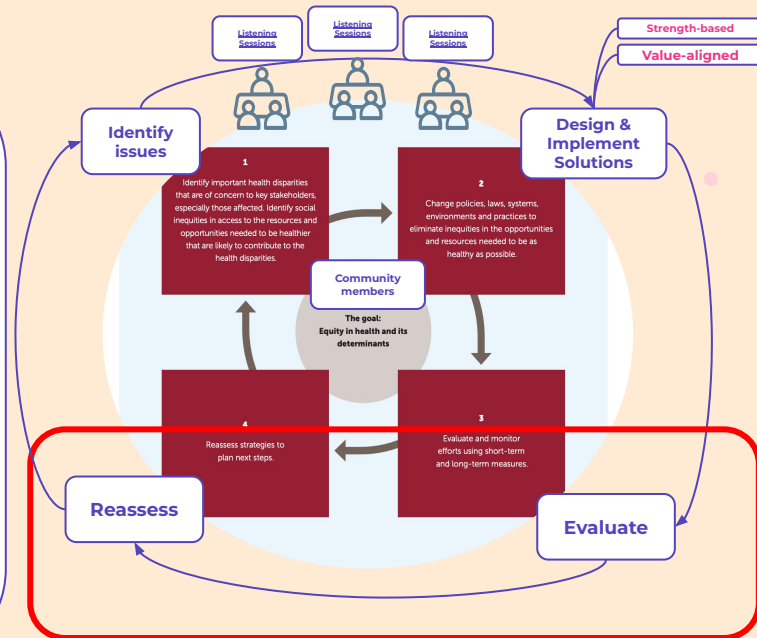 Listening
Sessions
Listening
Sessions
Listening
Sessions
Strength-based
Value-aligned
Identify
issues
Design &
Implement
Solutions
1
Identify important health disparities
that are of concern to key stakeholders,
especially those affected. Identify social
inequities in access to the resources and
opportunities needed to be healthier
that are likely to contribute to the
health disparities.
2
Change policies, laws, systems,
environments and practices to
eliminate inequities in the opportunities
and resources needed to be as
healthy as possible.
Community
members
The goal:
Equity in health and its
determinants
4
Reassess strategies to
plan next steps.
3
Evaluate and monitor
efforts using short-term
and long-term measures.
Reassess
Evaluate